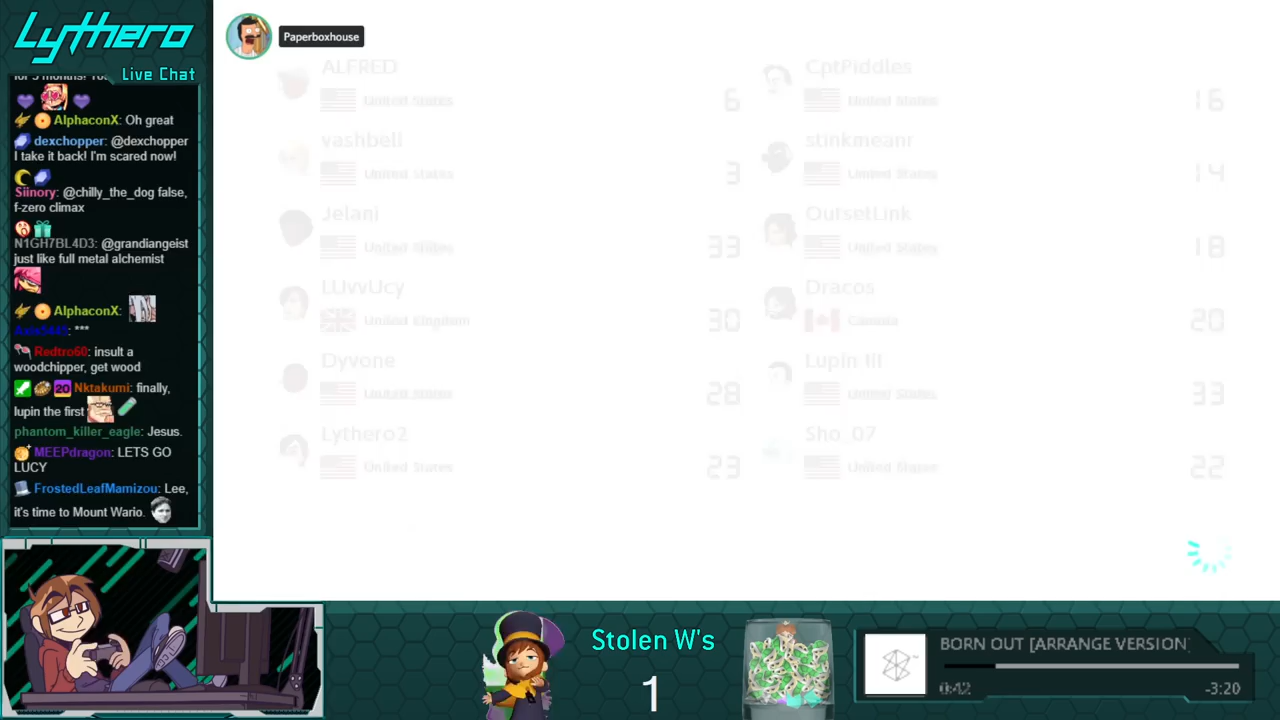 Lythero
Live Chat
AlphaconX: Oh great
dexchopper: @dexchopper
I take it back! I'm scared now!
Siinory: @chilly_the_dog false,
f-zero climax
N1GH7BL4D3: @grandiangeist
just like full metal alchemist
AlphaconX:
Redtro60: insult a
woodchipper, get wood
20 Nktakumi: finally,
lupin the first
phantom_killer_eagle: Jesus.
MEEPdragon: LETS GO
LUCY
FrostedLeafMamizou: Lee,
it's time to Mount Wario.
Paperboxhouse
ALFRED
United States 6
vashbell
United States 3
Jelani
United States 33
LUvvUcy
United Kingdom 30
Dyvone
United States 28
Lythero2
United States 23
CptPiddles
United States 16
stinkmeanr
United States 14
OutsetLink
United States 18
Dracos
Canada 20
Lupin III
United States 33
Sho_07
United States 22
Stolen W's
1
BORN OUT [ARRANGE VERSION]
0:42
-3:20